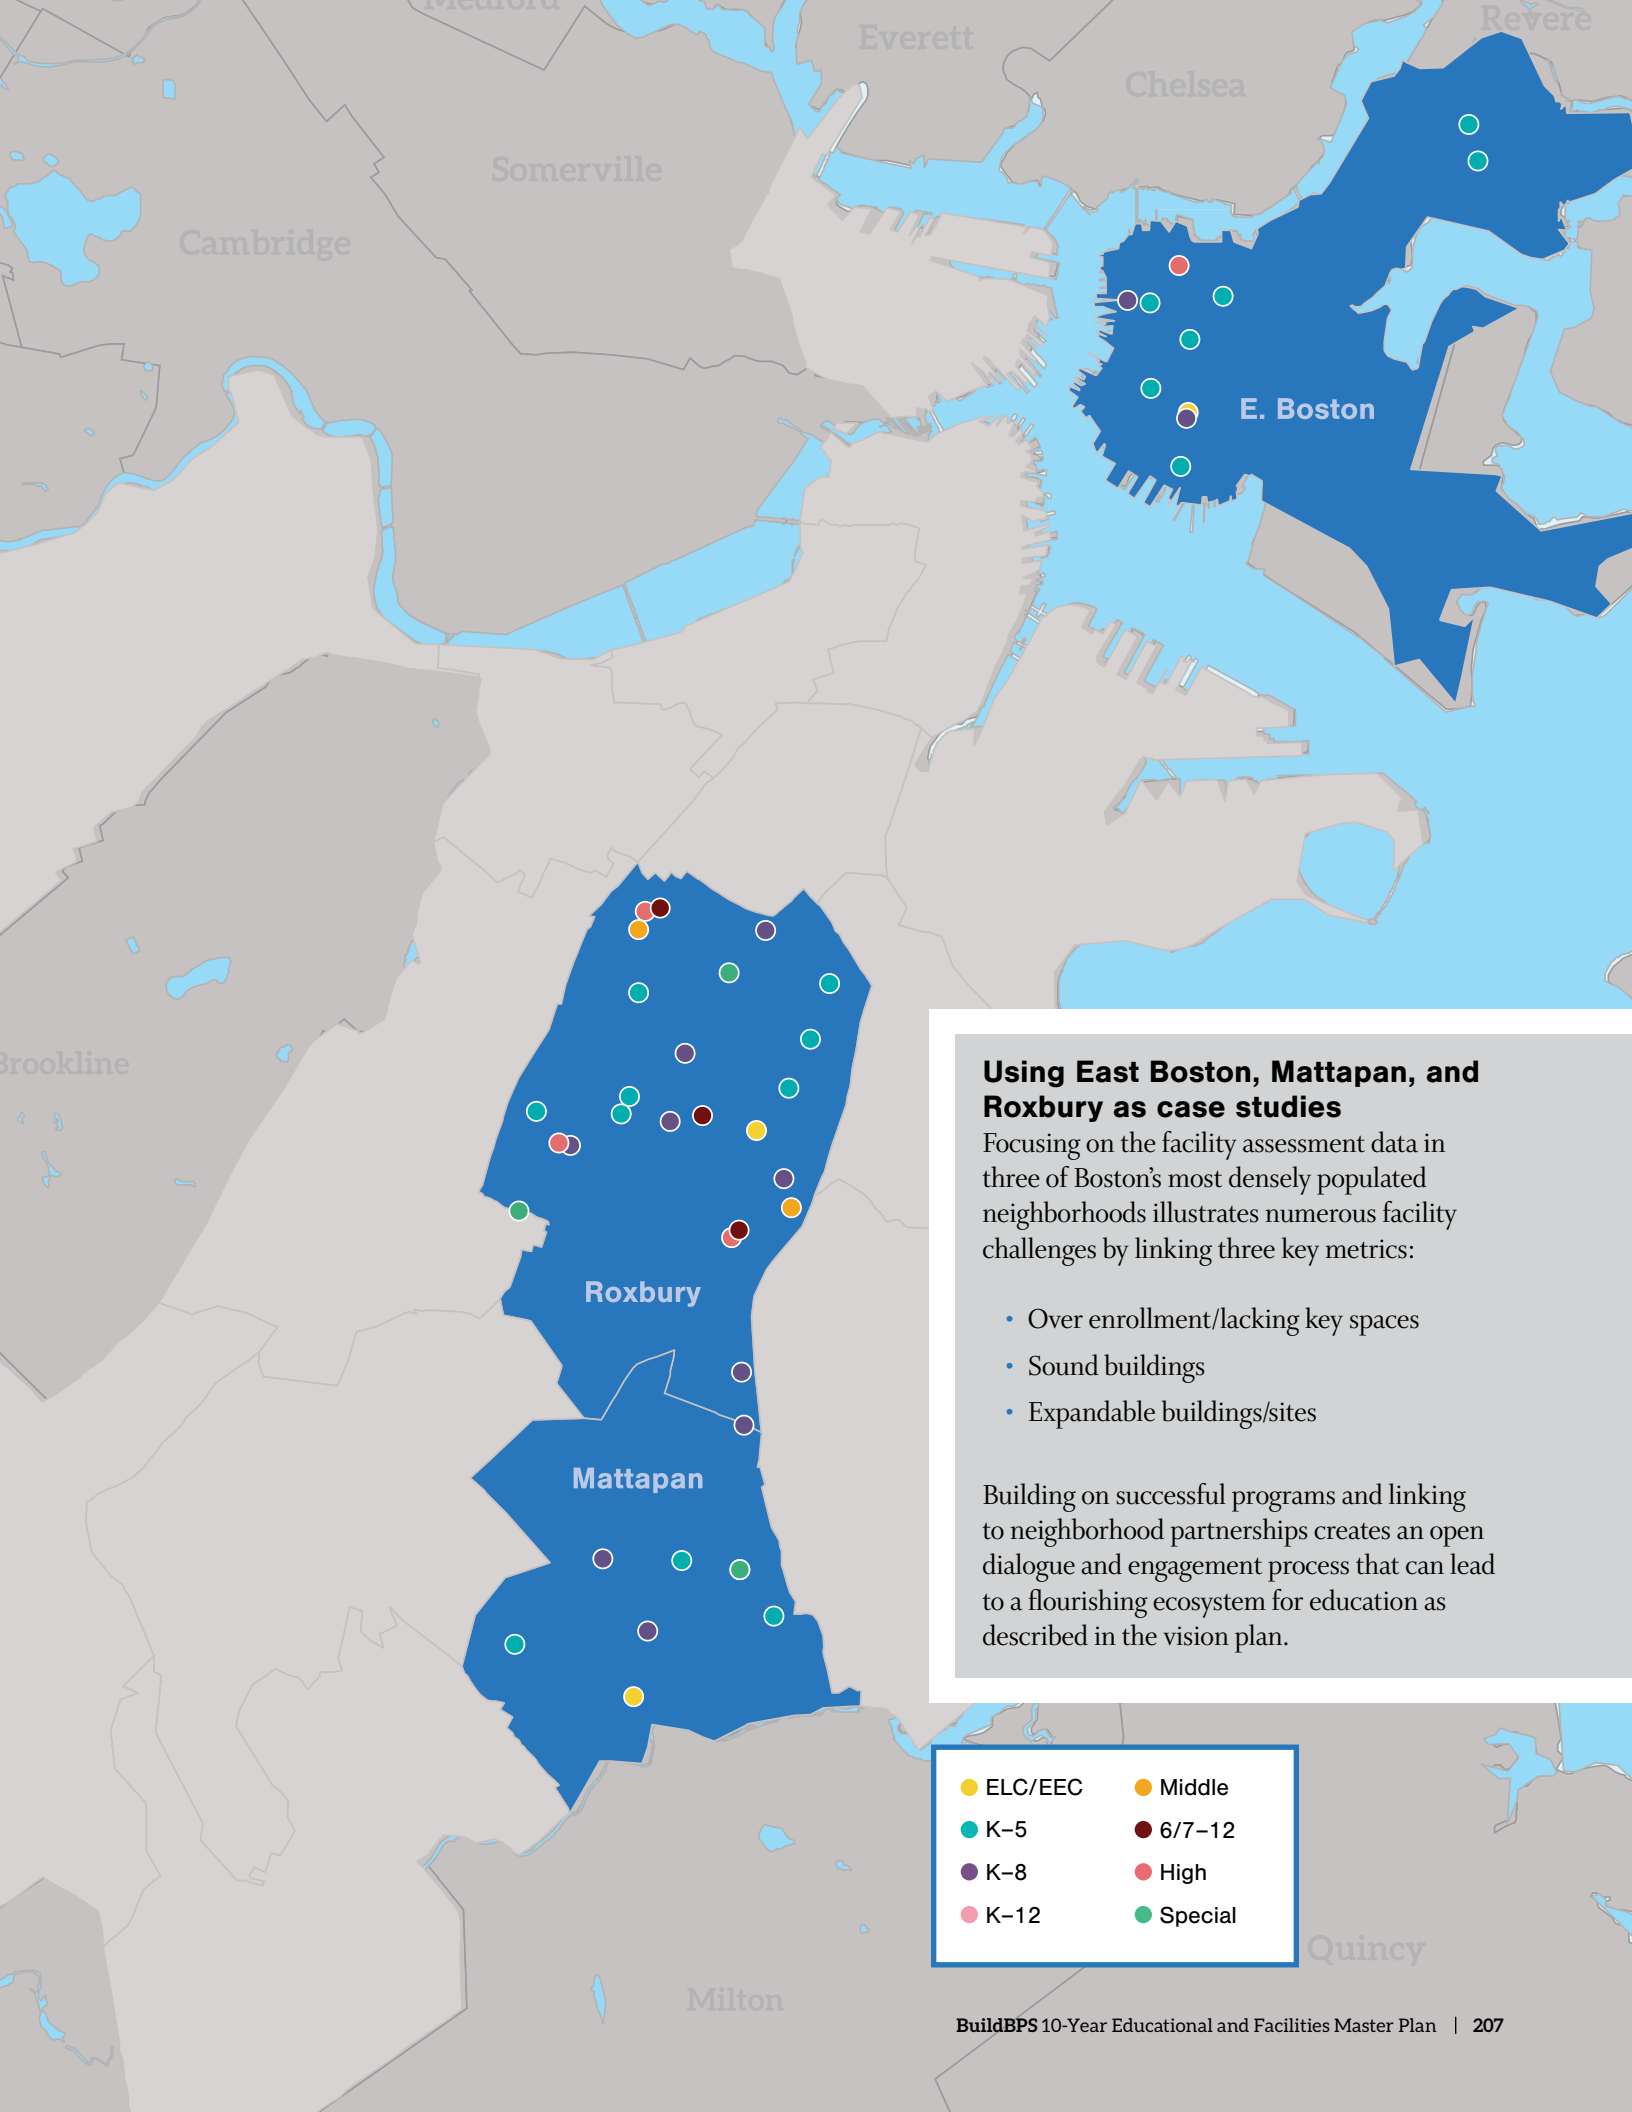 Medford
Everett
Revere
Chelsea
Somerville
Cambridge
E. Boston
Brookline
Roxbury
Mattapan
Using East Boston, Mattapan, and
Roxbury as case studies
Focusing on the facility assessment data in
three of Boston’s most densely populated
neighborhoods illustrates numerous facility
challenges by linking three key metrics:
• Over enrollment/lacking key spaces
• Sound buildings
• Expandable buildings/sites
Building on successful programs and linking
to neighborhood partnerships creates an open
dialogue and engagement process that can lead
to a flourishing ecosystem for education as
described in the vision plan.
ELC/EEC
K–5
K–8
K–12
Middle
6/7–12
High
Special
Quincy
Milton
BuildBPS 10-Year Educational and Facilities Master Plan | 207